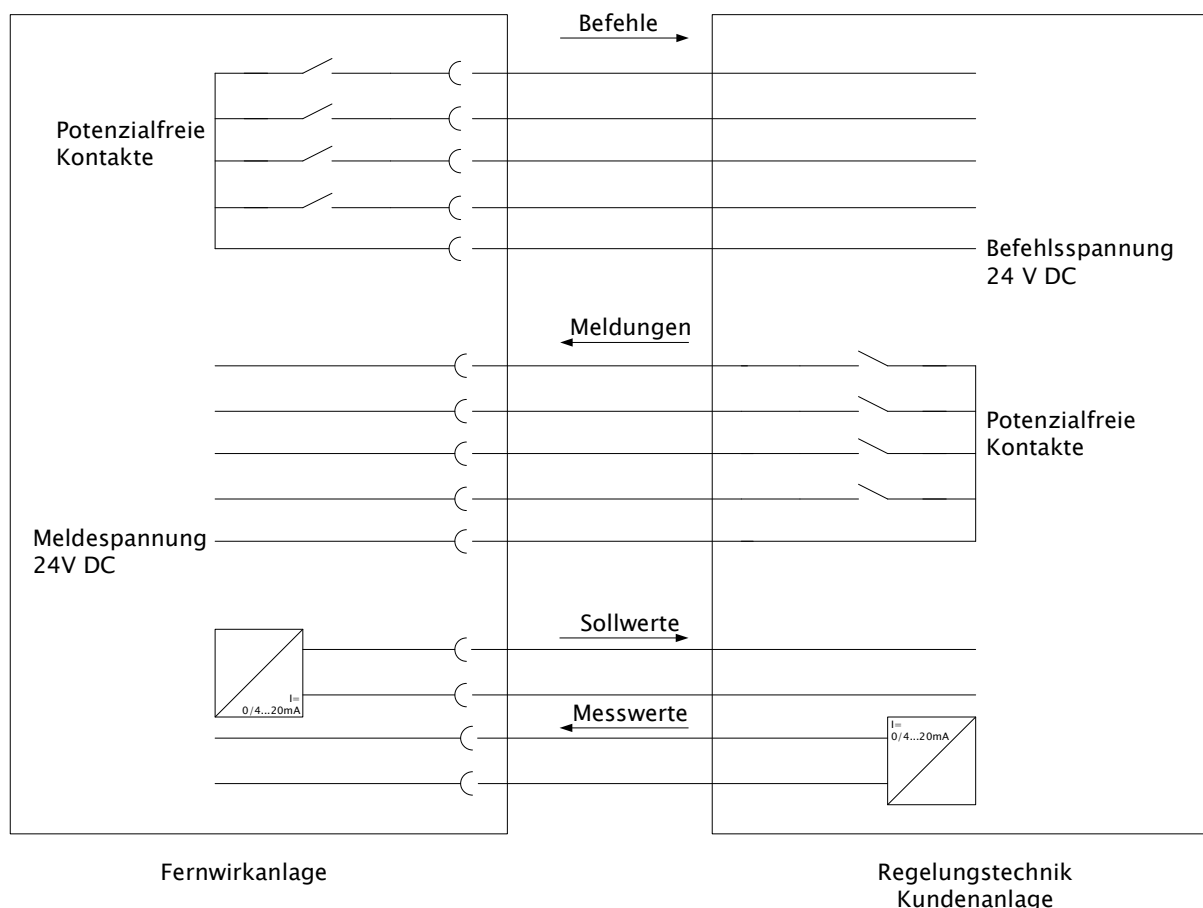 Befehle
Potenzialfreie
Kontakte
Befehlsspannung
24 V DC
Meldungen
Potenzialfreie
Kontakte
Meldespannung
24V DC
Sollwerte
I=
0/4...20mA
Messwerte
I=
0/4...20mA
Fernwirkanlage
Regelungstechnik
Kundenanlage